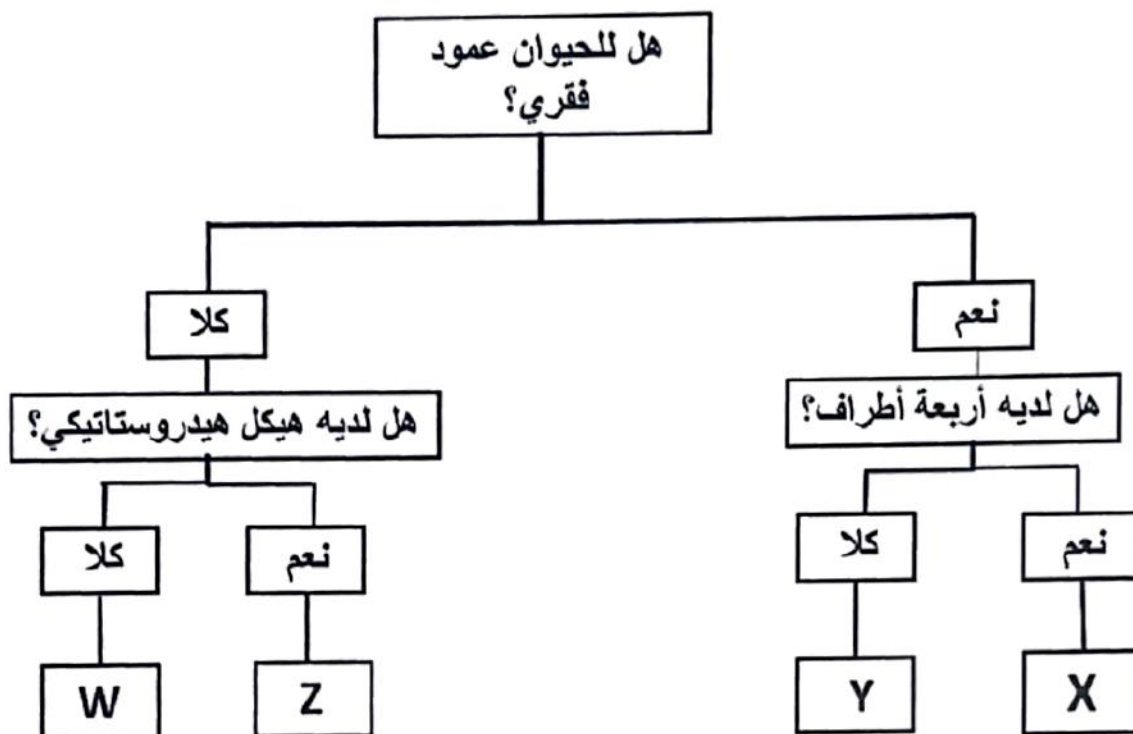 هل للحيوان عمود
فقري؟
نعم
كلا
هل لديه أربعة أطراف؟
هل لديه هيكل هيدروستاتيكي؟
نعم
كلا
نعم
كلا
X
Y
Z
W